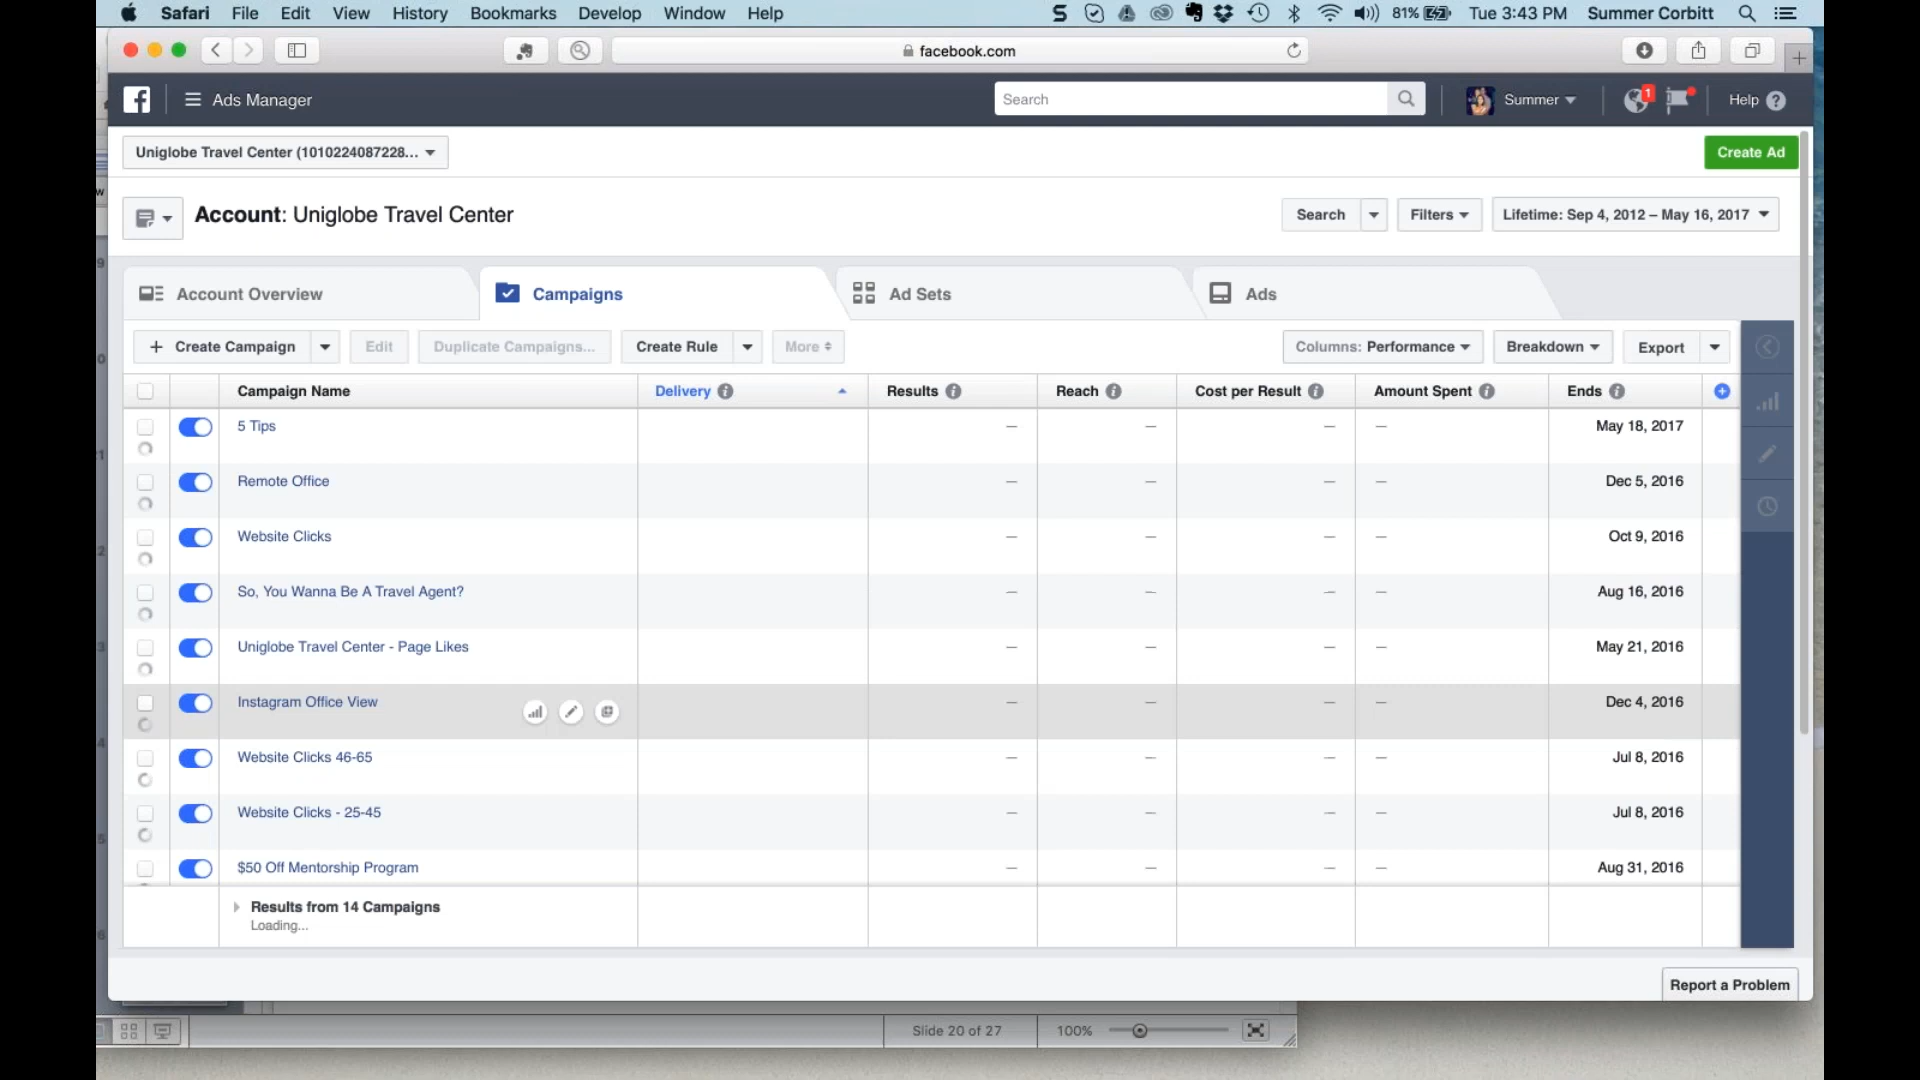 Safari File Edit View History Bookmarks Develop Window Help 81% Tue 3:43 PM Summer Corbitt
facebook.com
Ads Manager Search Summer 1 Help
Uniglobe Travel Center (1010224087228... Create Ad
Account: Uniglobe Travel Center Search Filters Lifetime: Sep 4, 2012 – May 16, 2017
Account Overview Campaigns Ad Sets Ads
+ Create Campaign Edit Duplicate Campaigns... Create Rule More Columns: Performance Breakdown Export
Campaign Name Delivery Results Reach Cost per Result Amount Spent Ends
5 Tips — — — — May 18, 2017
Remote Office — — — — Dec 5, 2016
Website Clicks — — — — Oct 9, 2016
So, You Wanna Be A Travel Agent? — — — — Aug 16, 2016
Uniglobe Travel Center - Page Likes — — — — May 21, 2016
Instagram Office View — — — — Dec 4, 2016
Website Clicks 46-65 — — — — Jul 8, 2016
Website Clicks - 25-45 — — — — Jul 8, 2016
$50 Off Mentorship Program — — — — Aug 31, 2016
Results from 14 Campaigns
Loading...
Report a Problem
Slide 20 of 27 100%